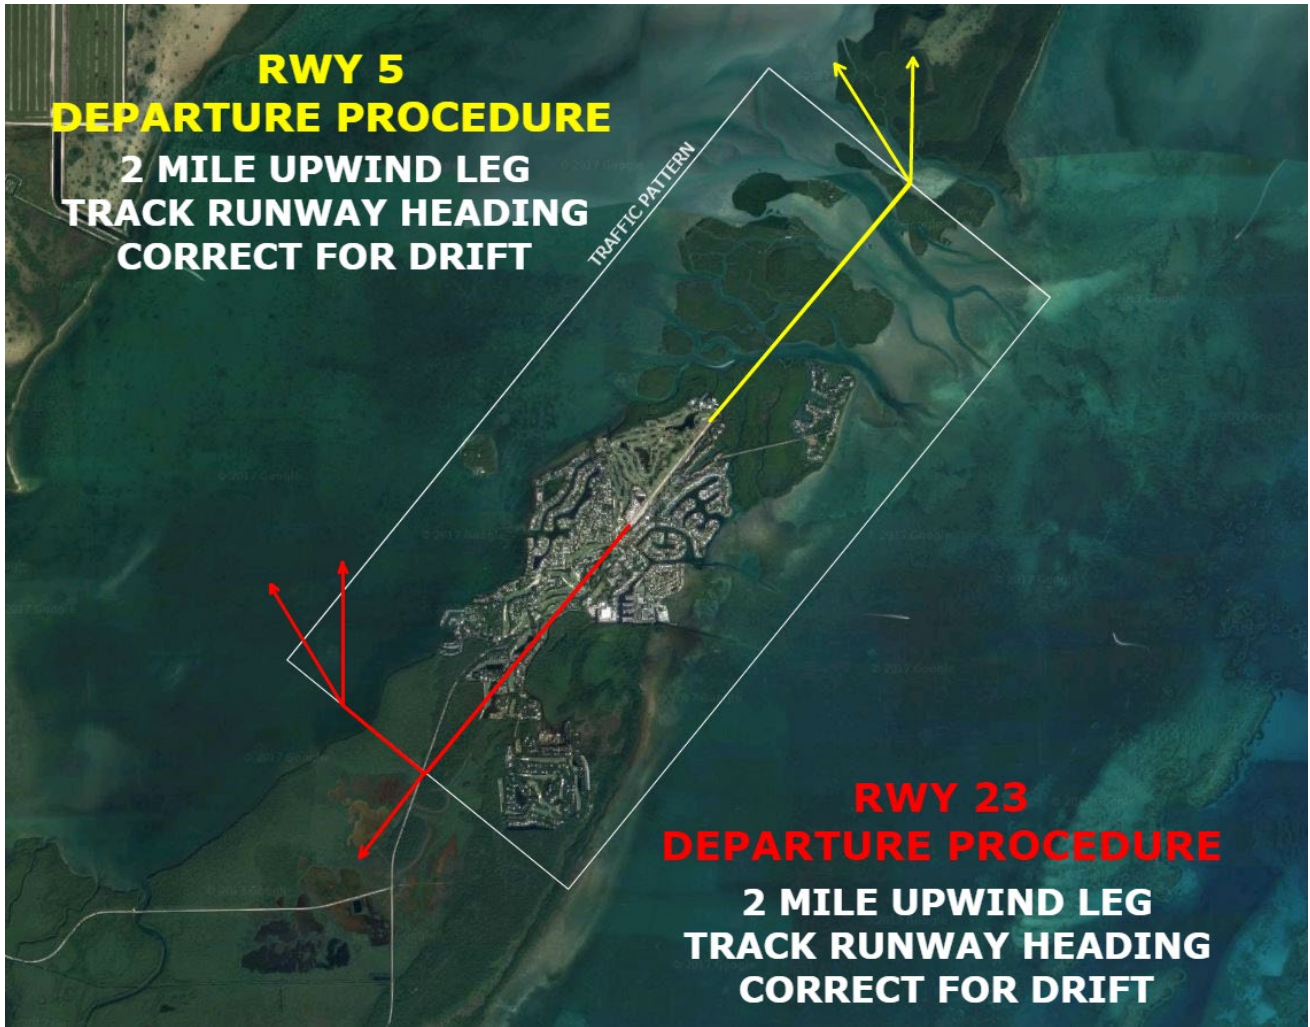 RWY 5
DEPARTURE PROCEDURE
2 MILE UPWIND LEG
TRACK RUNWAY HEADING
CORRECT FOR DRIFT
TRAFFIC PATTERN
RWY 23
DEPARTURE PROCEDURE
2 MILE UPWIND LEG
TRACK RUNWAY HEADING
CORRECT FOR DRIFT